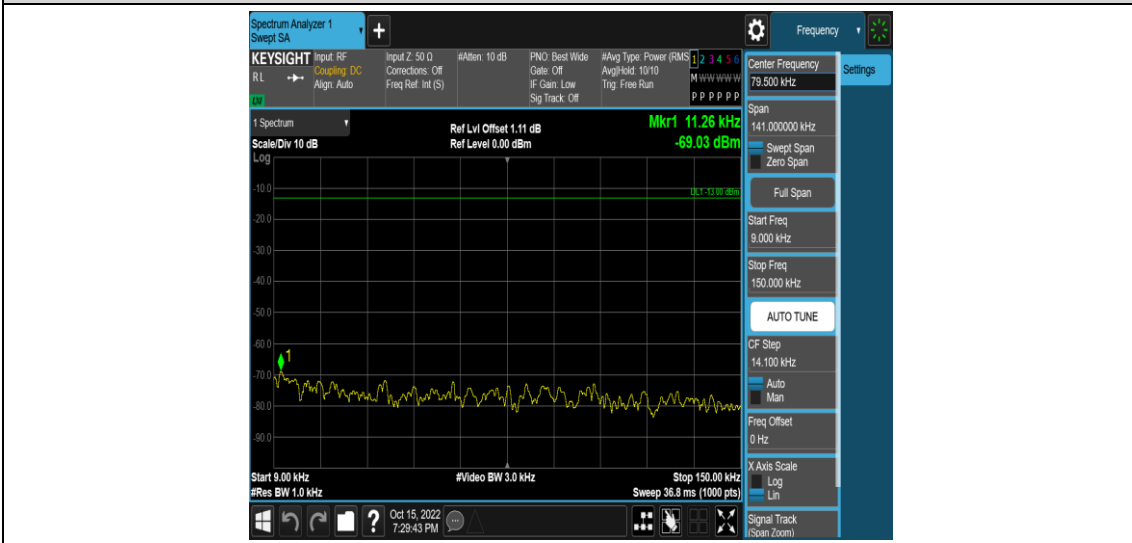 Spectrum Analyzer 1
Swept SA
+
Frequency
KEYSIGHT
RL
LXI
Input: RF
Coupling: DC
Align: Auto
Input Z: 50 Ω
Corrections: Off
Freq Ref: Int (S)
#Atten: 10 dB
PNO: Best Wide
Gate: Off
IF Gain: Low
Sig Track: Off
#Avg Type: Power (RMS
Avg|Hold: 10/10
Trig: Free Run
1 2 3 4 5 6
M W W W W W
P P P P P P
1 Spectrum
Scale/Div 10 dB
Log
Ref Lvl Offset 1.11 dB
Ref Level 0.00 dBm
Mkr1 11.26 kHz
-69.03 dBm
DL1 -13.00 dBm
-10.0
-20.0
-30.0
-40.0
-50.0
-60.0
-70.0
-80.0
-90.0
1
Start 9.00 kHz
#Res BW 1.0 kHz
#Video BW 3.0 kHz
Stop 150.00 kHz
Sweep 36.8 ms (1000 pts)
?
Oct 15, 2022
7:29:43 PM
Center Frequency
79.500 kHz
Settings
Span
141.000000 kHz
Swept Span
Zero Span
Full Span
Start Freq
9.000 kHz
Stop Freq
150.000 kHz
AUTO TUNE
CF Step
14.100 kHz
Auto
Man
Freq Offset
0 Hz
X Axis Scale
Log
Lin
Signal Track
(Span Zoom)